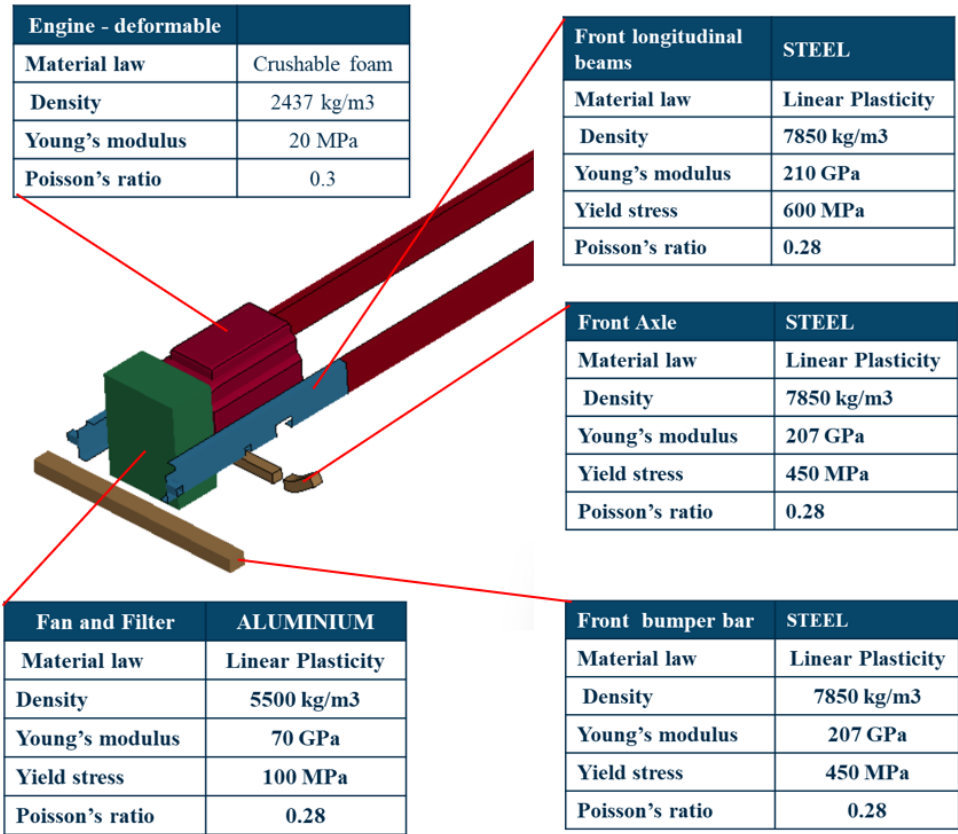 Engine - deformable
Material law Crushable foam
Density 2437 kg/m3
Young's modulus 20 MPa
Poisson's ratio 0.3
Front longitudinal beams STEEL
Material law Linear Plasticity
Density 7850 kg/m3
Young's modulus 210 GPa
Yield stress 600 MPa
Poisson's ratio 0.28
Front Axle STEEL
Material law Linear Plasticity
Density 7850 kg/m3
Young's modulus 207 GPa
Yield stress 450 MPa
Poisson's ratio 0.28
Fan and Filter ALUMINIUM
Material law Linear Plasticity
Density 5500 kg/m3
Young's modulus 70 GPa
Yield stress 100 MPa
Poisson's ratio 0.28
Front bumper bar STEEL
Material law Linear Plasticity
Density 7850 kg/m3
Young's modulus 207 GPa
Yield stress 450 MPa
Poisson's ratio 0.28